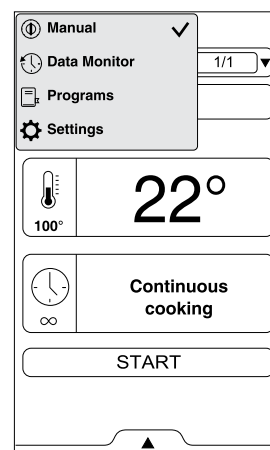 Manual
Data Monitor
1/1
Programs
Settings
22°
100°
Continuous
cooking
∞
START